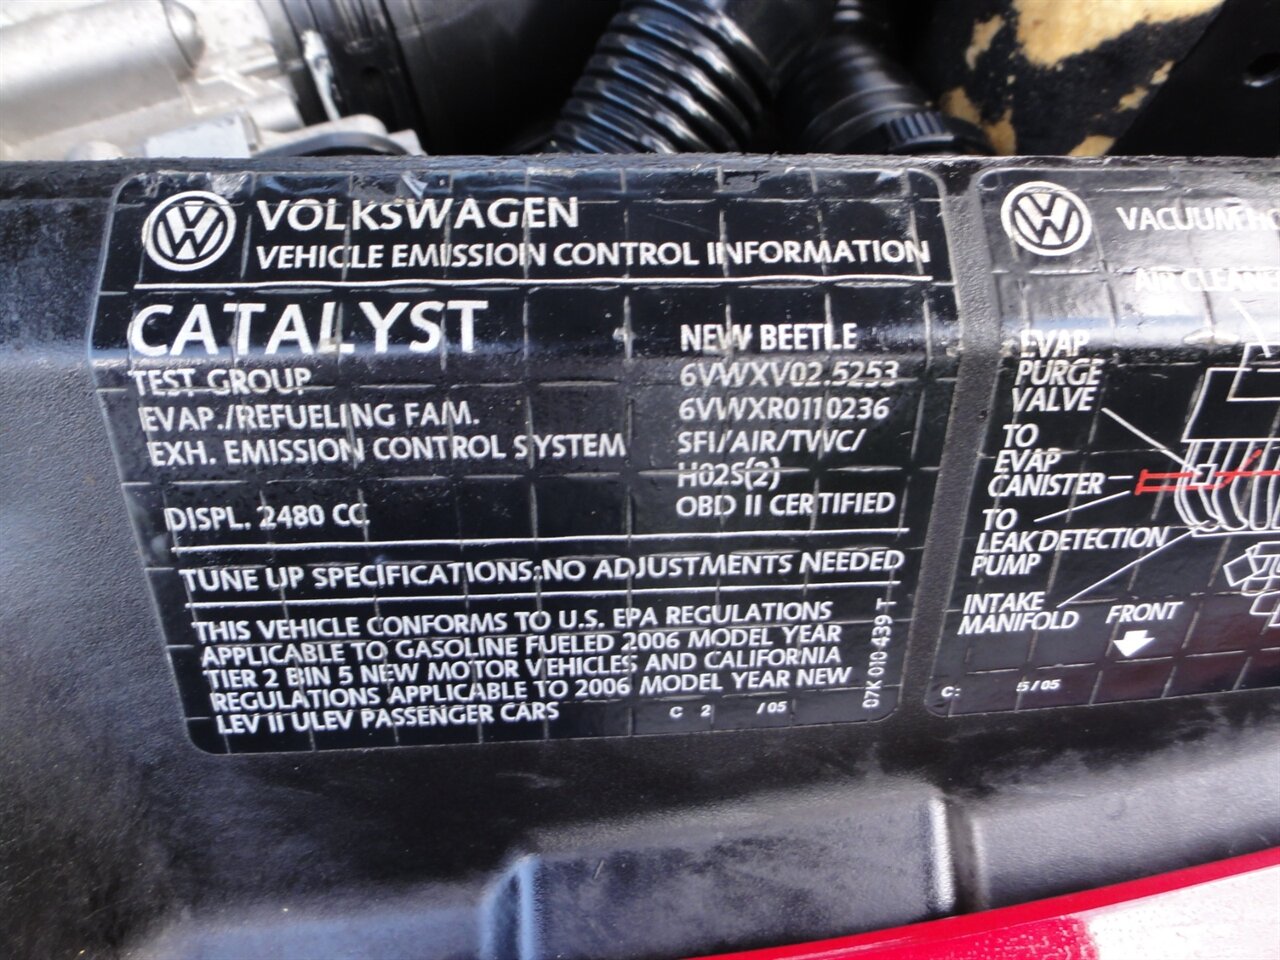 VOLKSWAGEN
VEHICLE EMISSION CONTROL INFORMATION
CATALYST
NEW BEETLE
TEST GROUP 6VWXV02.5253
EVAP./REFUELING FAM. 6VWXR0110236
EXH. EMISSION CONTROL SYSTEM SFI/AIR/TWC/
H02S(2)
DISPL. 2480 CC OBD II CERTIFIED
TUNE UP SPECIFICATIONS:NO ADJUSTMENTS NEEDED
THIS VEHICLE CONFORMS TO U.S. EPA REGULATIONS
APPLICABLE TO GASOLINE FUELED 2006 MODEL YEAR
TIER 2 BIN 5 NEW MOTOR VEHICLES AND CALIFORNIA
REGULATIONS APPLICABLE TO 2006 MODEL YEAR NEW
LEV II ULEV PASSENGER CARS
C 2 /05
07K 010 439 T
VACUUM HO
AIR CLEANE
EVAP
PURGE
VALVE
TO
EVAP
CANISTER
TO
LEAK DETECTION
PUMP
INTAKE
MANIFOLD
FRONT
C: 5/05